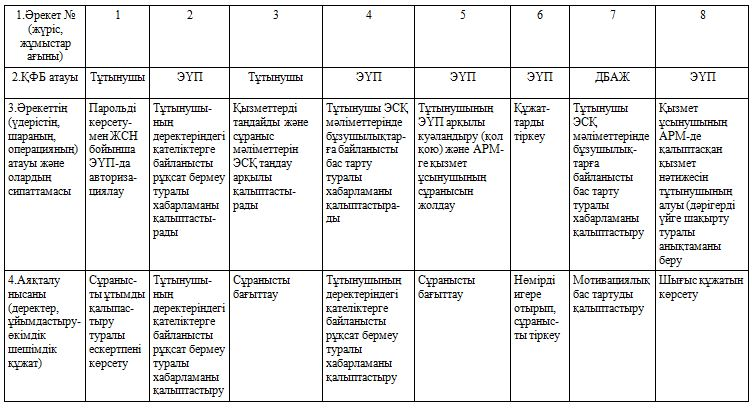 1.Әрекет №
(жүріс,
жұмыстар
ағыны)
1
2
3
4
5
6
7
8
2.ҚФБ атауы
Тұтынушы
ЭҮП
Тұтынушы
ЭҮП
ЭҮП
ЭҮП
ДБАЖ
ЭҮП
3.Әрекеттің
(үдерістің,
шараның,
операцияның)
атауы және
олардың
сипаттамасы
Парольді
көрсету-
мен ЖСН
бойынша
ЭҮП-да
авториза-
циялау
Тұтынушы-
ның
деректеріндегі
қателіктерге
байланысты
рұқсат бермеу
туралы
хабарламаны
қалыптасты-
рады
Қызметтерді
таңдайды және
сұраныс
мәліметтерін
ЭСҚ таңдау
арқылы
қалыптасты-
рады
Тұтынушы ЭСҚ
мәліметтерінде
бұзушылықтар-
ға байланысты
бас тарту
туралы
хабарламаны
қалыптастыра-
ды
Тұтынушының
ЭҮП арқылы
куәландыру (қол
қою) және АРМ-
ге қызмет
ұсынушының
сұранысын
жолдау
Құжат-
тарды
тіркеу
Тұтынушы
ЭСҚ
мәліметтерінде
бұзушылық-
тарға
байланысты
бас тарту
туралы
хабарламаны
қалыптастыру
Қызмет
ұсынушының
АРМ-де
қалыптасқан
қызмет
нәтижесін
тұтынушының
алуы (дәрігерді
үйге шақырту
туралы
анықтаманы
беру
4.Аяқталу
нысаны
(деректер,
ұйымдастыру-
өкімдік
шешімдік
құжат)
Сұраныс-
ты ұтымды
қалыпас-
тыру
туралы
ескертпені
көрсету
Тұтынушы-
ның
деректеріндегі
қателіктерге
байланысты
рұқсат бермеу
туралы
хабарламаны
қалыптастыру
Сұранысты
бағыттау
Тұтынушының
деректеріндегі
қателіктерге
байланысты
рұқсат бермеу
туралы
хабарламаны
қалыптастыру
Сұранысты
бағыттау
Нөмірді
игере
отырып,
сұраныс-
ты тіркеу
Мотивациялық
бас тартуды
қалыптастыру
Шығыс құжатын
көрсету